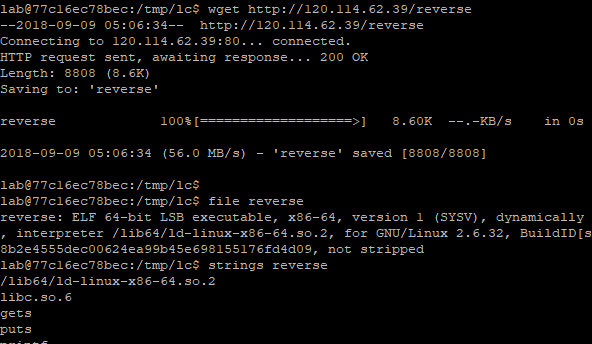 lab@77c16ec78bec:/tmp/lc$ wget http://120.114.62.39/reverse
--2018-09-09 05:06:34-- http://120.114.62.39/reverse
Connecting to 120.114.62.39:80... connected.
HTTP request sent, awaiting response... 200 OK
Length: 8808 (8.6K)
Saving to: 'reverse'
reverse 100%[===================>] 8.60K --.-KB/s in 0s
2018-09-09 05:06:34 (56.0 MB/s) - 'reverse' saved [8808/8808]
lab@77c16ec78bec:/tmp/lc$
lab@77c16ec78bec:/tmp/lc$ file reverse
reverse: ELF 64-bit LSB executable, x86-64, version 1 (SYSV), dynamically
, interpreter /lib64/ld-linux-x86-64.so.2, for GNU/Linux 2.6.32, BuildID[s
8b2e4555dec00624ea99b45e698155176fd4d09, not stripped
lab@77c16ec78bec:/tmp/lc$ strings reverse
/lib64/ld-linux-x86-64.so.2
libc.so.6
gets
puts
printf